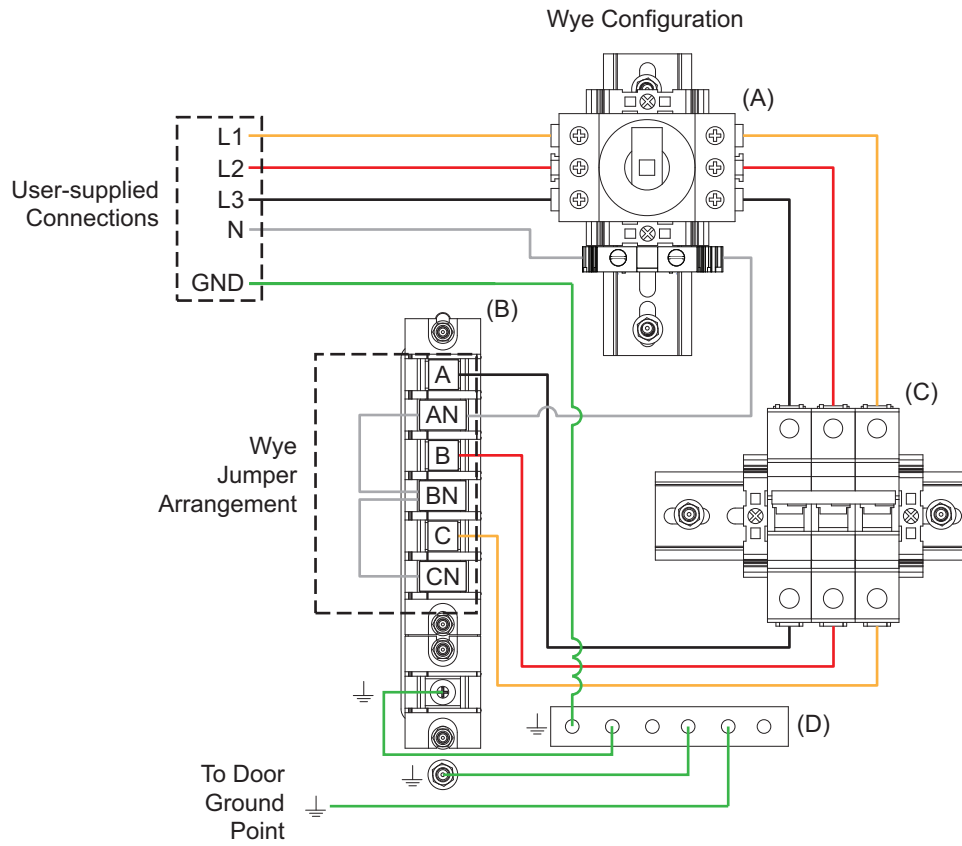 Wye Configuration
(A)
L1
L2
L3
N
GND
User-supplied
Connections
(B)
(C)
A
AN
B
BN
C
CN
Wye
Jumper
Arrangement
(D)
To Door
Ground
Point